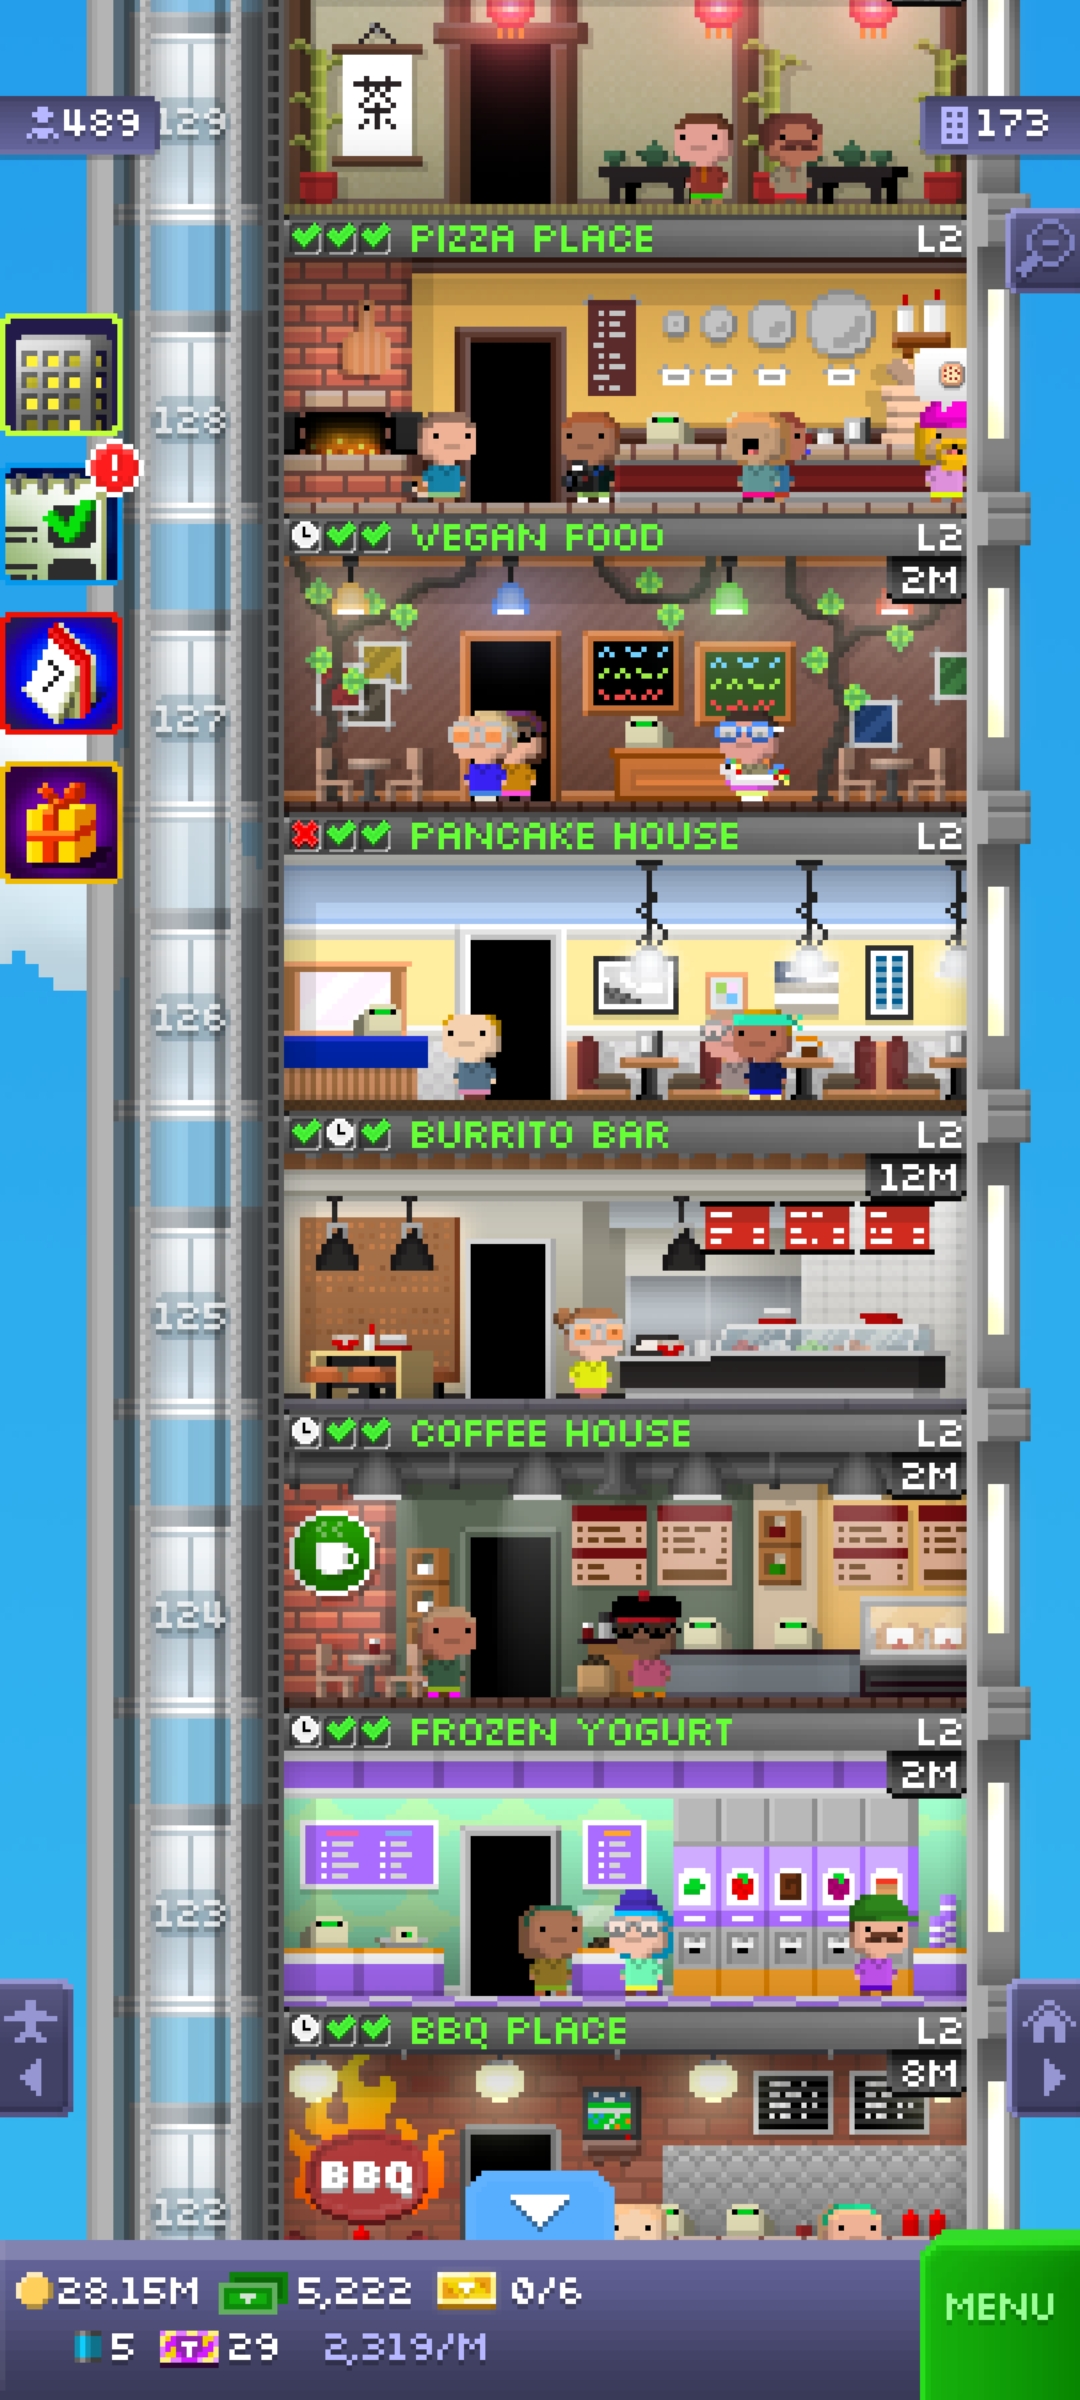 茶
489
129
173
PIZZA PLACE L2
128
VEGAN FOOD L2
2M
127
PANCAKE HOUSE L2
126
BURRITO BAR L2
12M
125
COFFEE HOUSE L2
2M
124
FROZEN YOGURT L2
2M
123
BBQ PLACE L2
8M
BBQ
122
28.15M 5,222 0/6
MENU
5 T 29 2,319/M